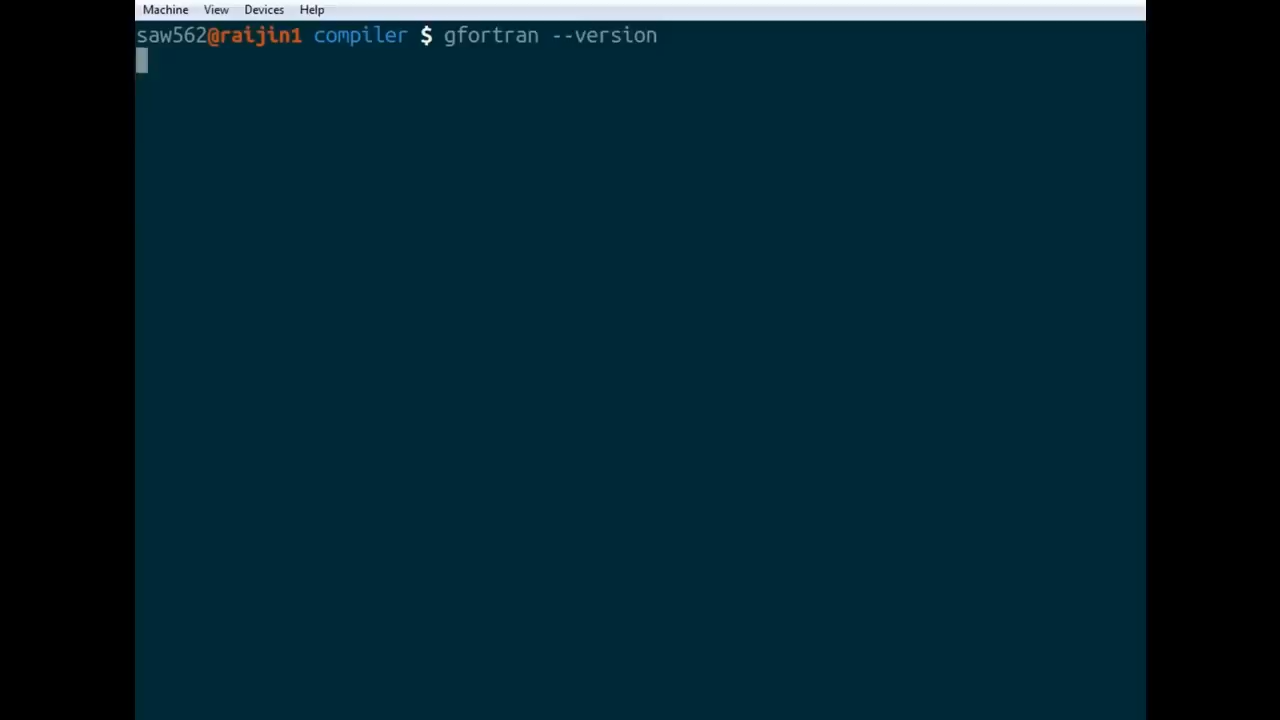 Machine View Devices Help
saw562@raijin1 compiler $ gfortran --version